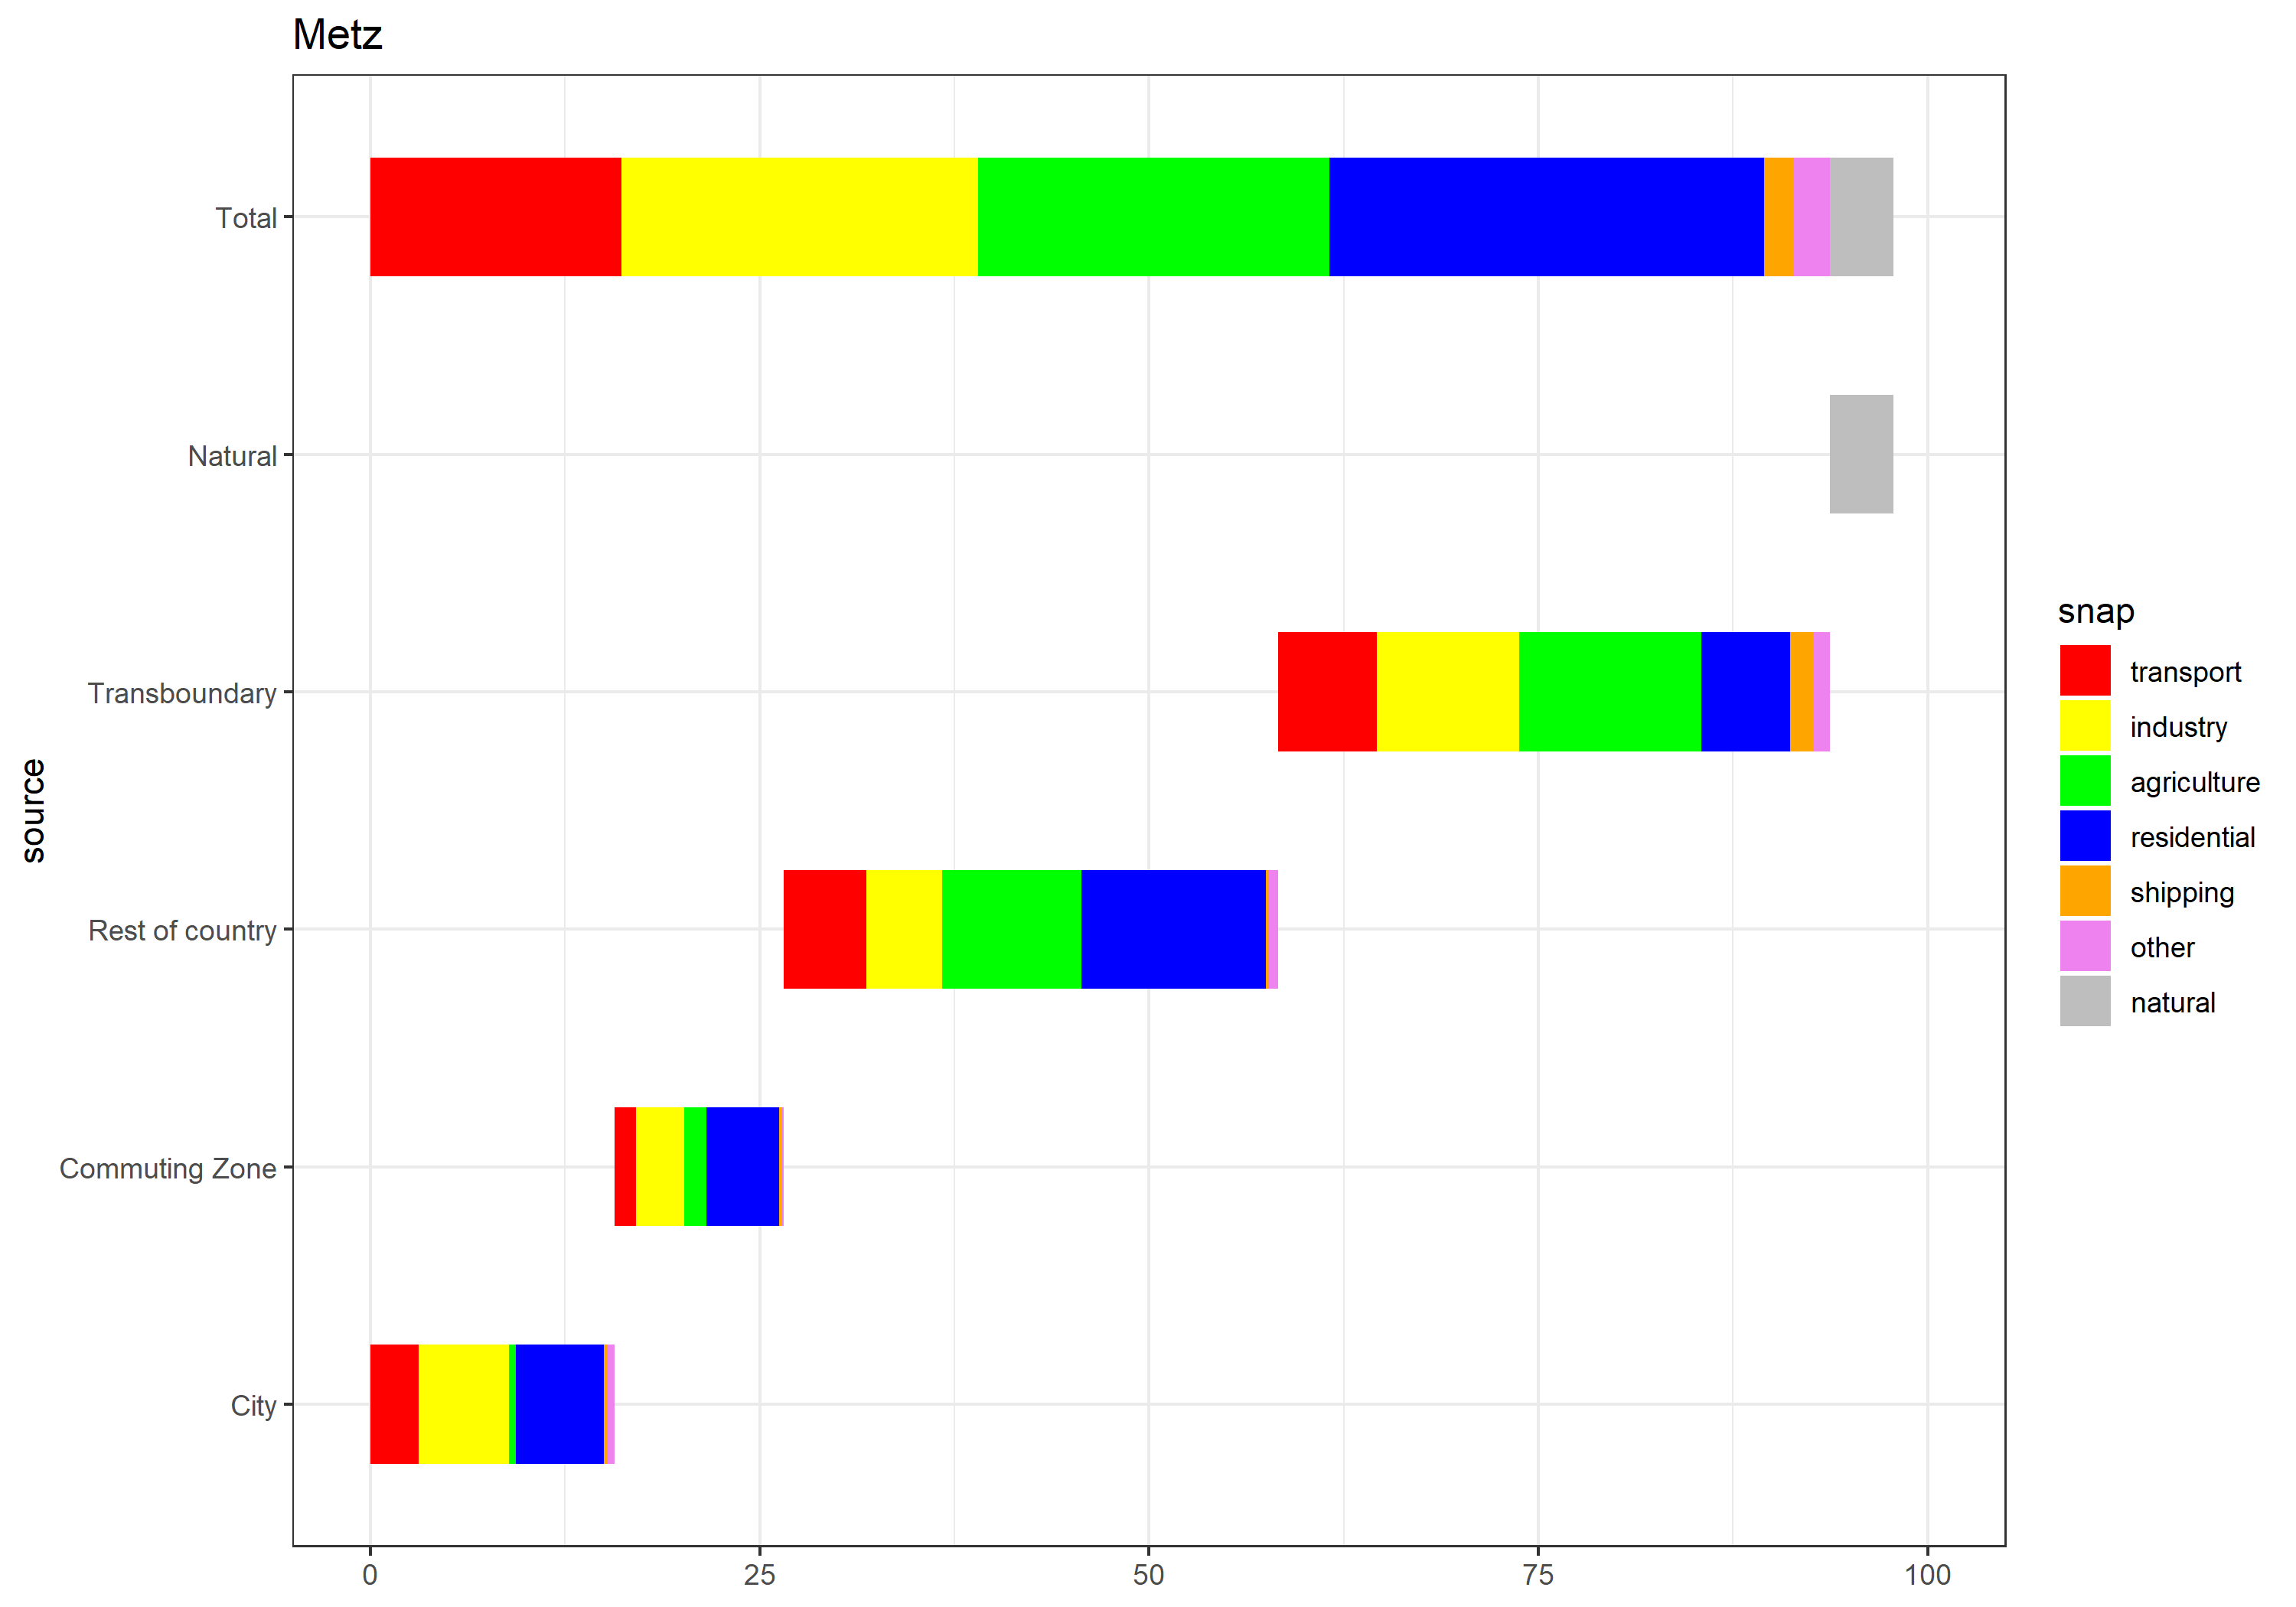 Metz
Total
Natural
Transboundary
Rest of country
Commuting Zone
City
source
0 25 50 75 100
snap
transport
industry
agriculture
residential
shipping
other
natural